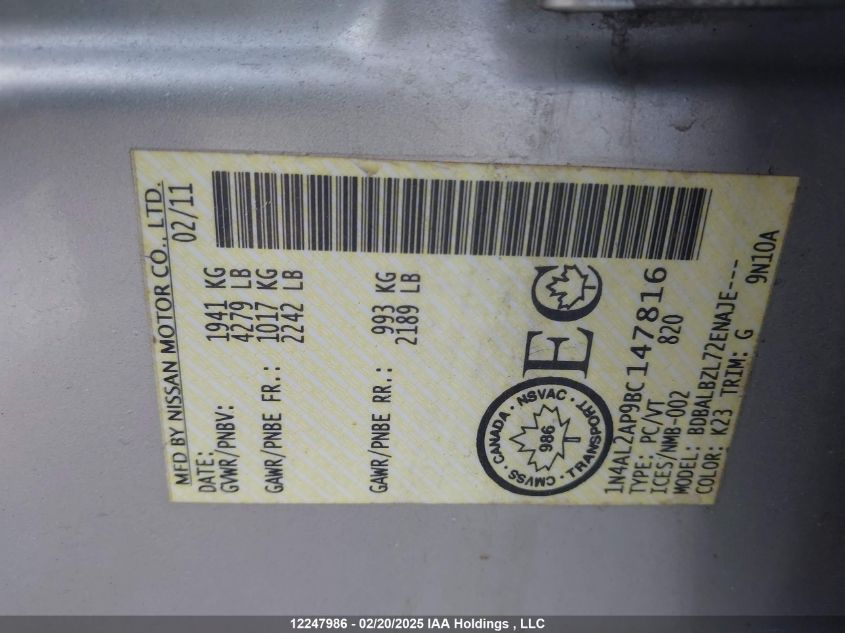 MFD BY NISSAN MOTOR CO., LTD.
DATE: 02/11
GVWR/PNBV: 1941 KG
4279 LB
GAWR/PNBE FR.: 1017 KG
2242 LB
GAWR/PNBE RR.: 993 KG
2189 LB
EC
CANADA · NSVAC · TRANSPORT · CMVSS ·
986 T
1N4AL2AP9BC147816
TYPE: PC/VT 820
ICES/NMB-002
MODEL: BDBALBZL72ENAJE---
COLOR: K23 TRIM: G 9N10A
12247986 - 02/20/2025 IAA Holdings , LLC